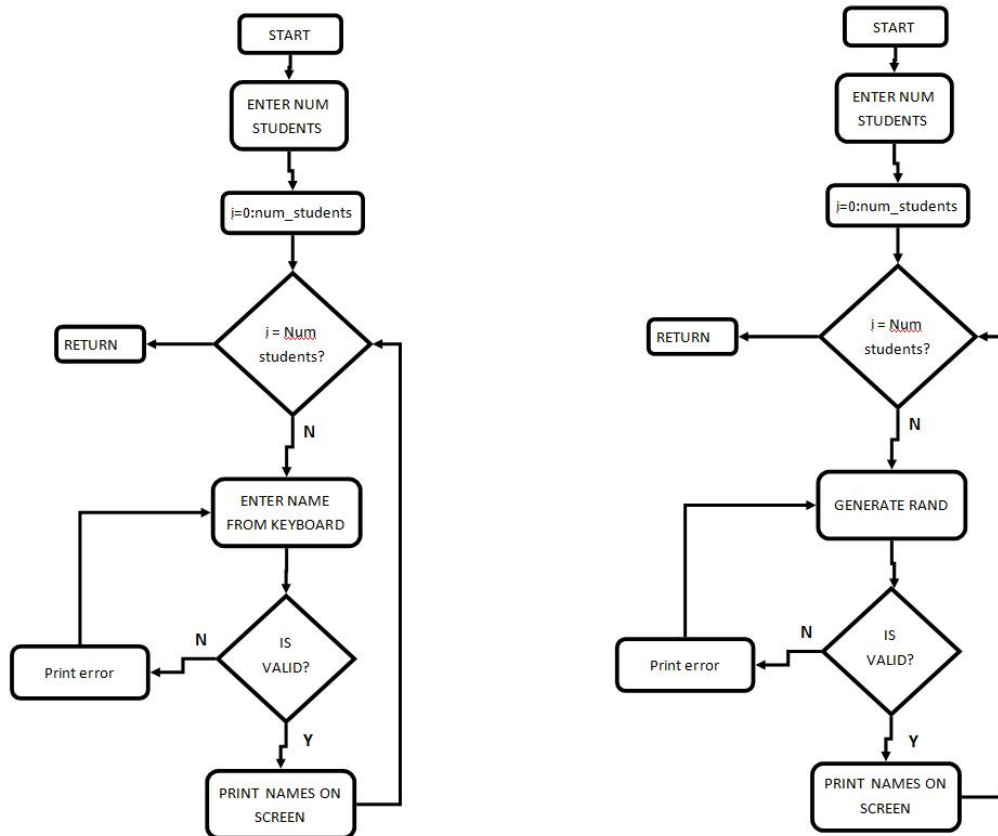 START
ENTER NUM
STUDENTS
i=0:num_students
i = Num
students?
RETURN
N
ENTER NAME
FROM KEYBOARD
IS
VALID?
N
Print error
Y
PRINT NAMES ON
SCREEN
START
ENTER NUM
STUDENTS
i=0:num_students
i = Num
students?
RETURN
N
GENERATE RAND
IS
VALID?
N
Print error
Y
PRINT NAMES ON
SCREEN